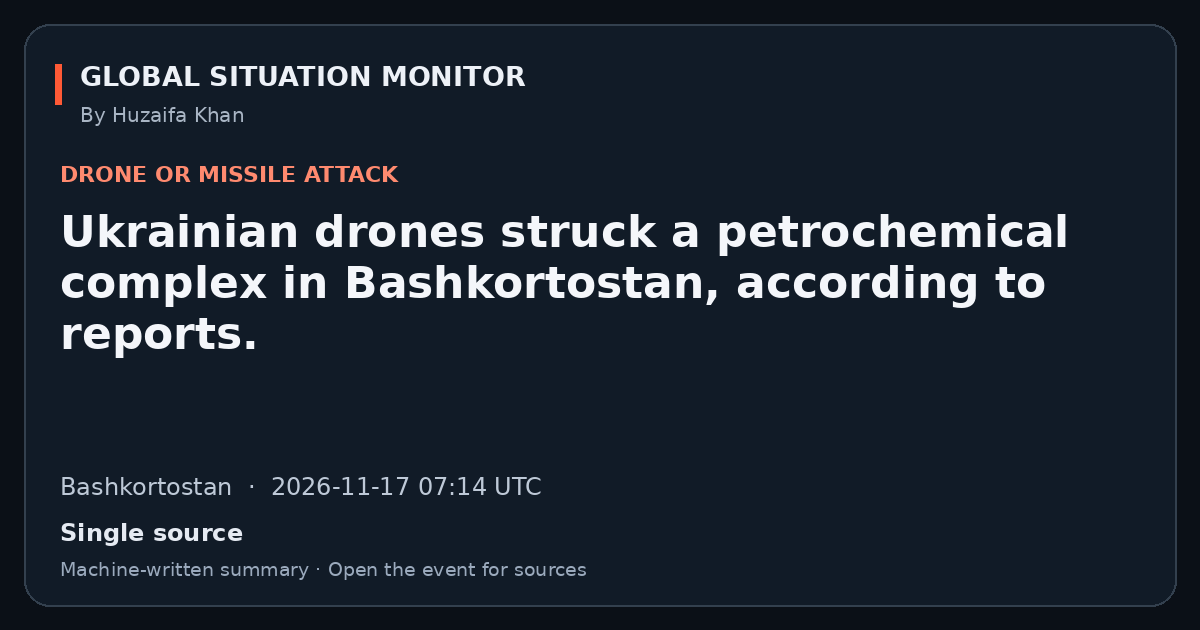 GLOBAL SITUATION MONITOR
By Huzaifa Khan
DRONE OR MISSILE ATTACK
Ukrainian drones struck a petrochemical
complex in Bashkortostan, according to
reports.
Bashkortostan · 2026-11-17 07:14 UTC
Single source
Machine-written summary · Open the event for sources